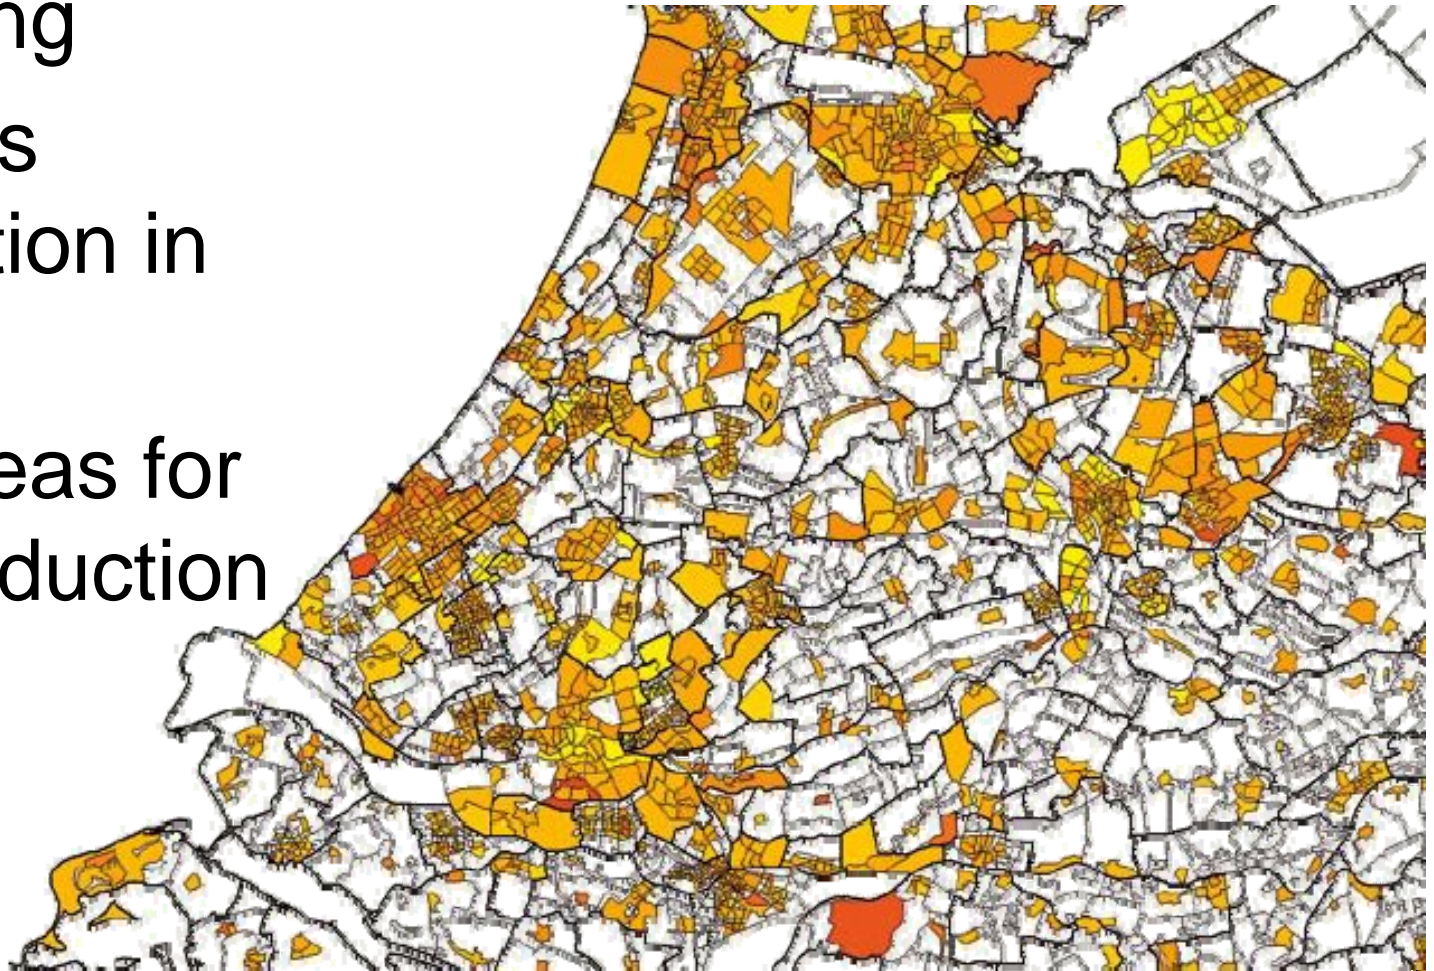 ng
s
tion in
eas for
duction